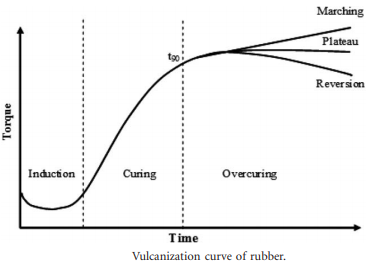 Marching
Plateau
t90
Reversion
Torque
Induction
Curing
Overcuring
Time
Vulcanization curve of rubber.